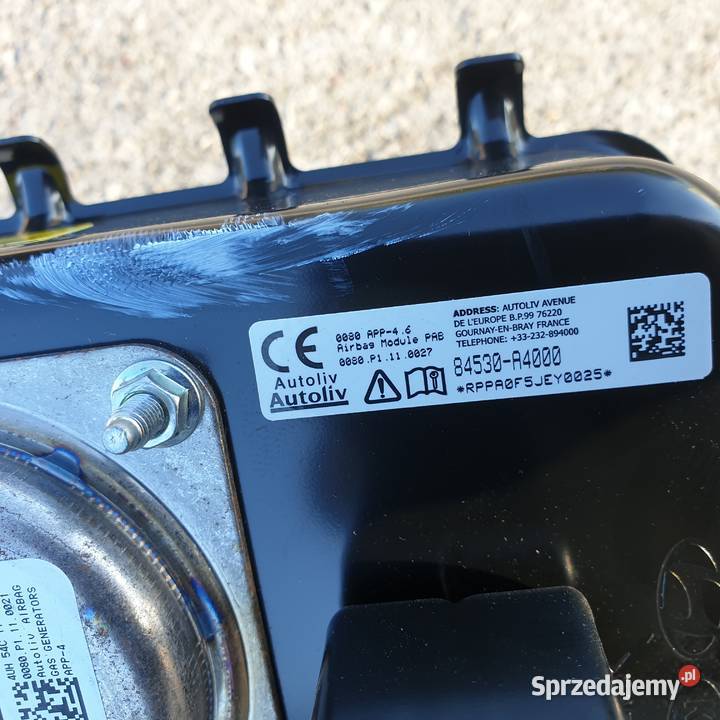 0080 APP-4.6
Airbag Module PAB
0080.P1.11.0027
ADDRESS: AUTOLIV AVENUE
DE L'EUROPE B.P.99 76220
GOURNAY-EN-BRAY FRANCE
TELEPHONE: +33-232-894000
CE
Autoliv
Autoliv
84530-A4000
*RPPA0F5JEY0025*
0080.P1.11.0021
Autoliv AIRBAG
GAS GENERATORS
APP-4
Sprzedajemy.pl